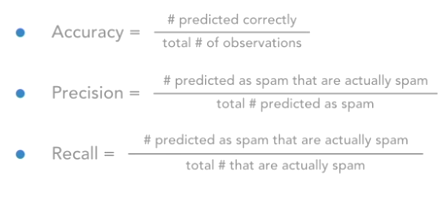 # predicted correctly
Accuracy =
total # of observations
# predicted as spam that are actually spam
Precision =
total # predicted as spam
# predicted as spam that are actually spam
Recall =
total # that are actually spam